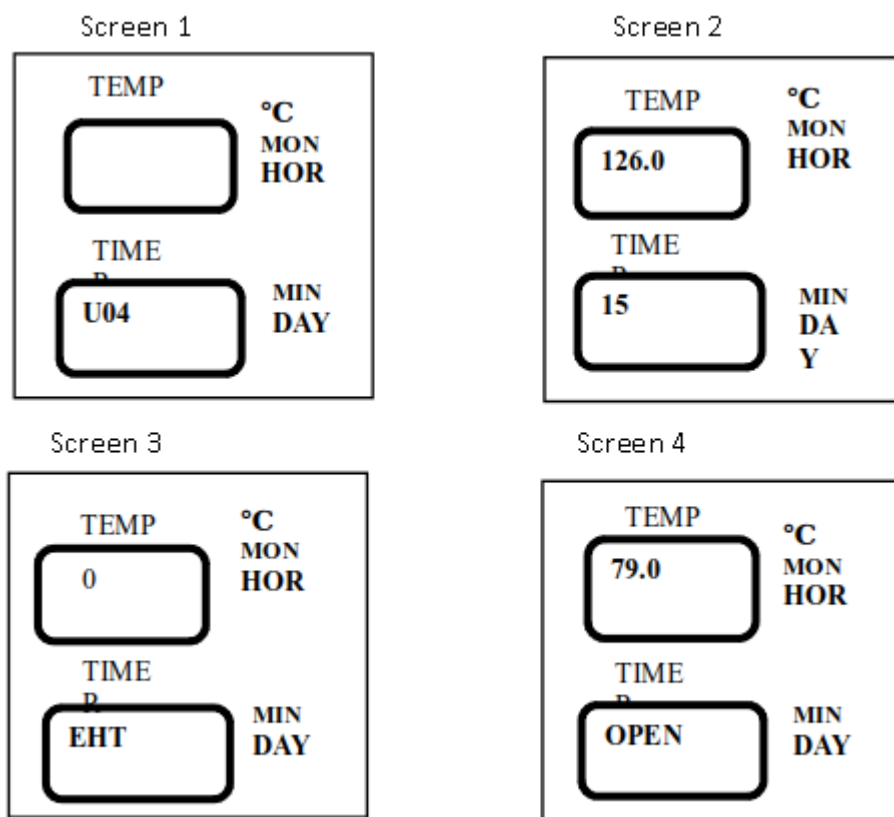 Screen 1
TEMP
°C
MON
HOR
TIME
R
U04
MIN
DAY
Screen 2
TEMP
°C
MON
HOR
126.0
TIME
R
15
MIN
DA
Y
Screen 3
TEMP
°C
MON
HOR
0
TIME
R
EHT
MIN
DAY
Screen 4
TEMP
°C
MON
HOR
79.0
TIME
R
OPEN
MIN
DAY